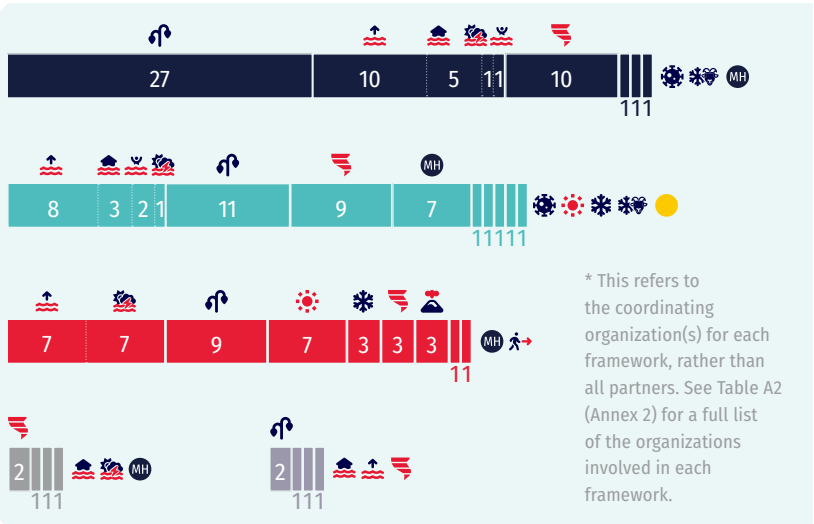 27 10 5 11 10 MH
111
MH
8 3 2 1 11 9 7
11111
7 7 9 7 3 3 3 MH
11
2 MH 2
111 111
* This refers to
the coordinating
organization(s) for each
framework, rather than
all partners. See Table A2
(Annex 2) for a full list
of the organizations
involved in each
framework.